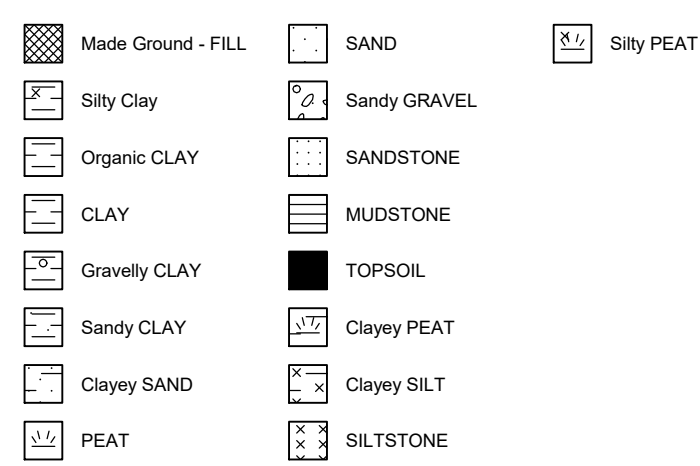 Made Ground - FILL
Silty Clay
Organic CLAY
CLAY
Gravelly CLAY
Sandy CLAY
Clayey SAND
PEAT
SAND
Sandy GRAVEL
SANDSTONE
MUDSTONE
TOPSOIL
Clayey PEAT
Clayey SILT
SILTSTONE
Silty PEAT